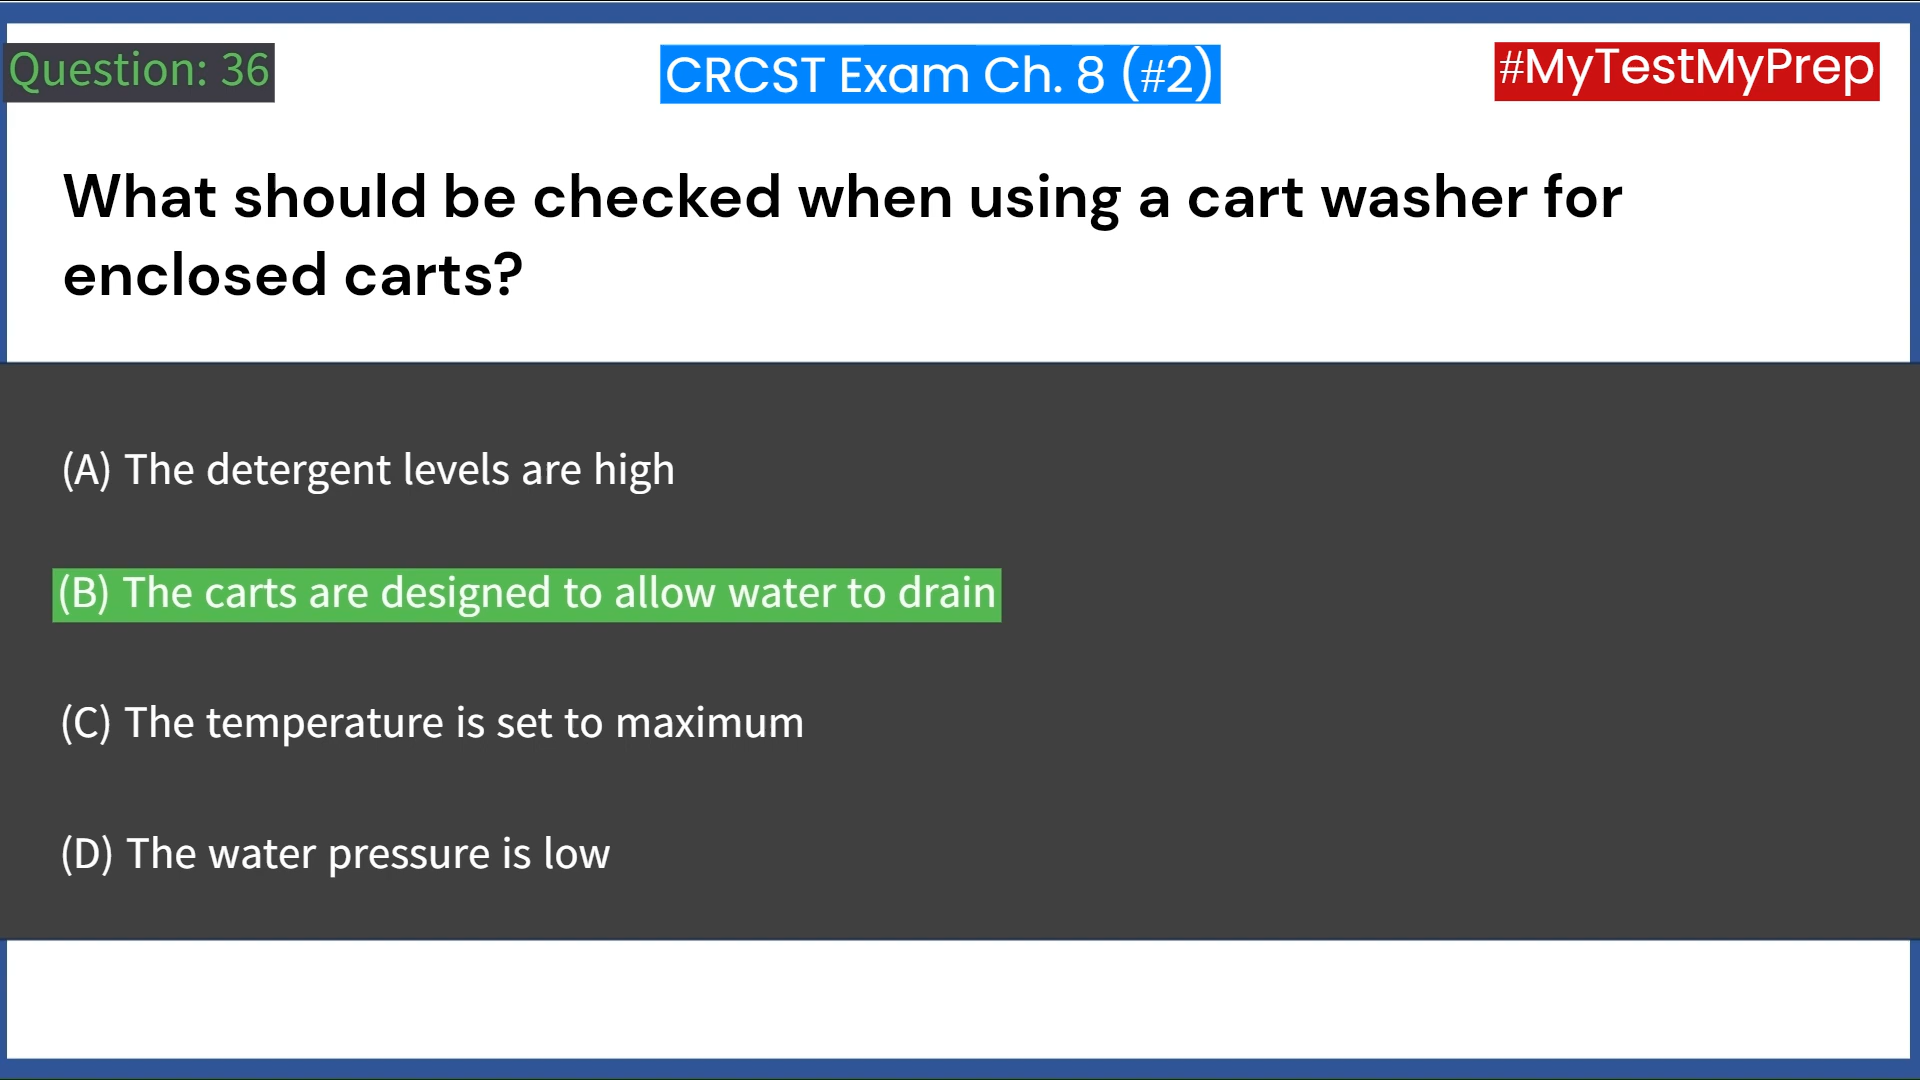 Question: 36
CRCST Exam Ch. 8 (#2)
#MyTestMyPrep
What should be checked when using a cart washer for
enclosed carts?
(A) The detergent levels are high
(B) The carts are designed to allow water to drain
(C) The temperature is set to maximum
(D) The water pressure is low